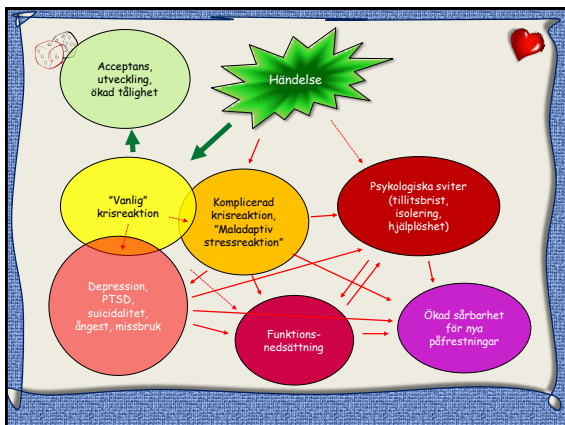 Acceptans,
utveckling,
ökad tålighet
Händelse
"Vanlig"
krisreaktion
Komplicerad
krisreaktion,
"Maladaptiv
stressreaktion"
Psykologiska sviter
(tillitsbrist,
isolering,
hjälplöshet)
Depression,
PTSD,
suicidalitet,
ångest, missbruk
Funktions-
nedsättning
Ökad sårbarhet
för nya
påfrestningar